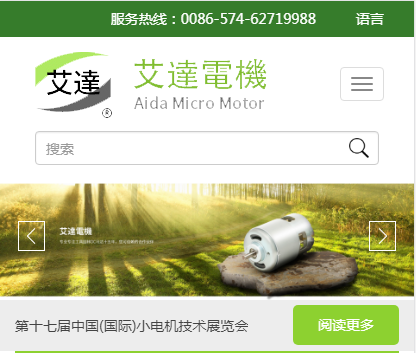 服务热线：0086-574-62719988 语言
艾達 ®
艾達電機
Aida Micro Motor
搜索
艾達電機
第十七届中国(国际)小电机技术展览会
阅读更多